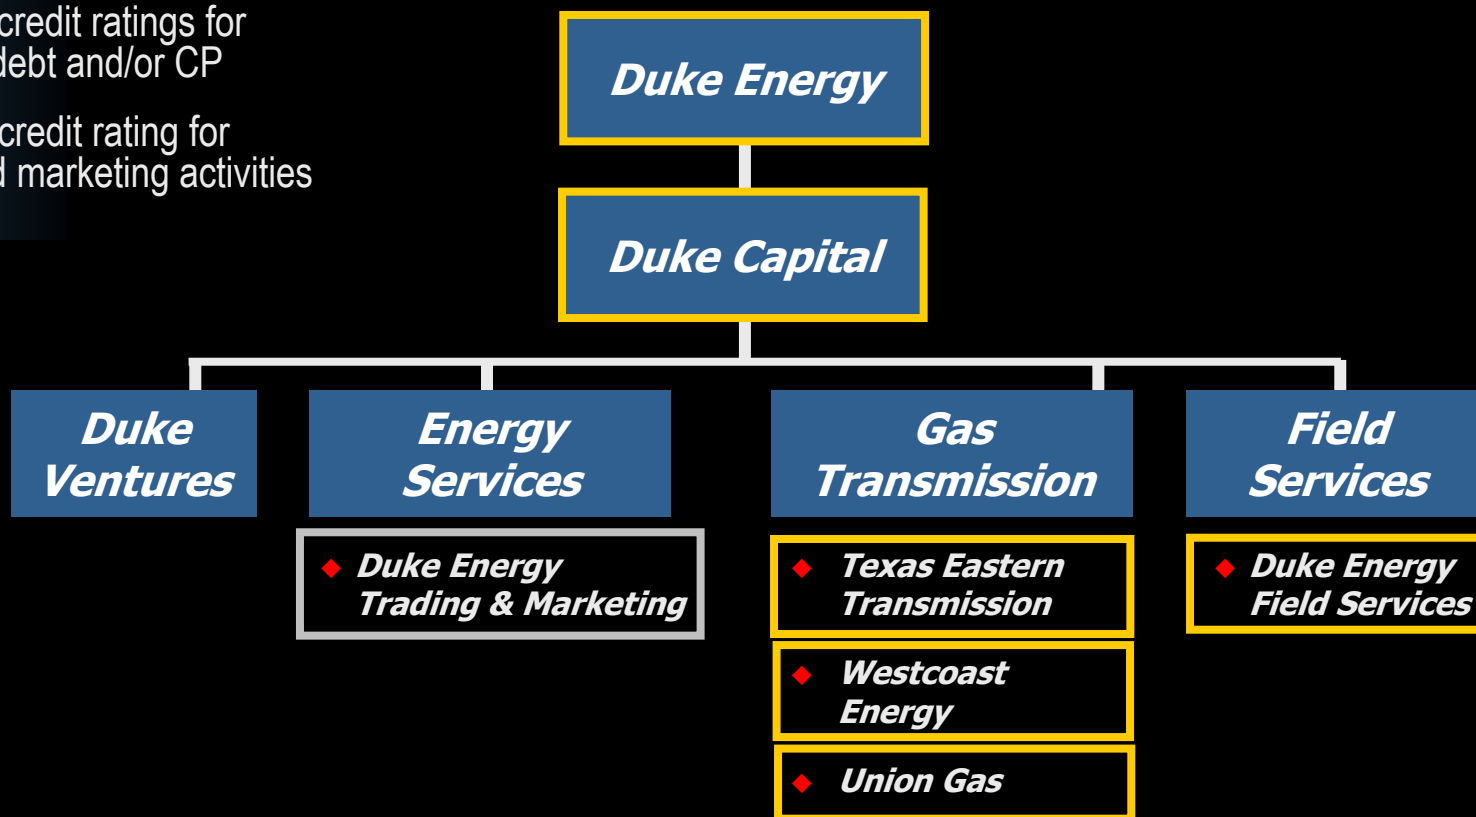 credit ratings for
debt and/or CP
credit rating for
marketing activities
Duke Energy
Duke Capital
Duke
Ventures
Energy
Services
Gas
Transmission
Field
Services
Duke Energy
Trading & Marketing
Texas Eastern
Transmission
Westcoast
Energy
Union Gas
Duke Energy
Field Services